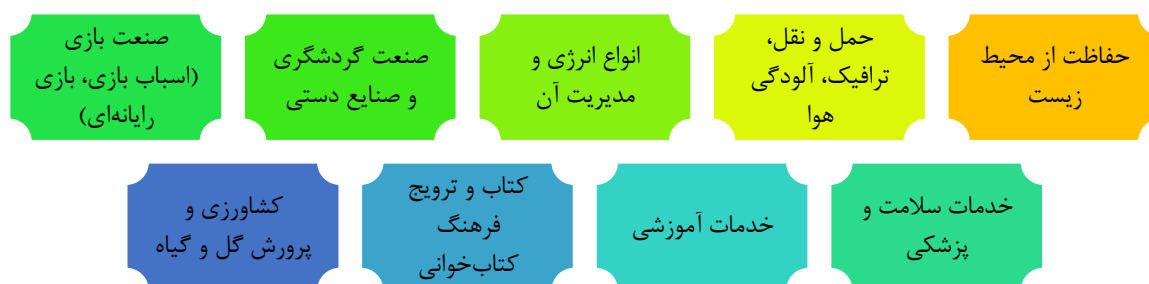 حفاظت از محیط
زیست
حمل و نقل،
ترافیک، آلودگی
هوا
انواع انرژی و
مدیریت آن
صنعت گردشگری
و صنایع دستی
صنعت بازی
(اسباب بازی، بازی
رایانه‌ای)
خدمات سلامت و
پزشکی
خدمات آموزشی
کتاب و ترویج
فرهنگ
کتاب‌خوانی
کشاورزی و
پرورش گل و گیاه